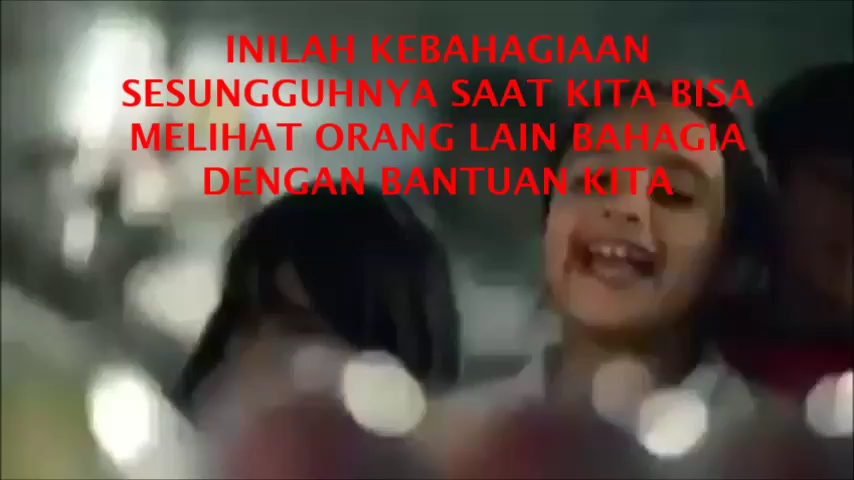 INILAH KEBAHAGIAAN
SESUNGGUHNYA SAAT KITA BISA
MELIHAT ORANG LAIN BAHAGIA
DENGAN BANTUAN KITA